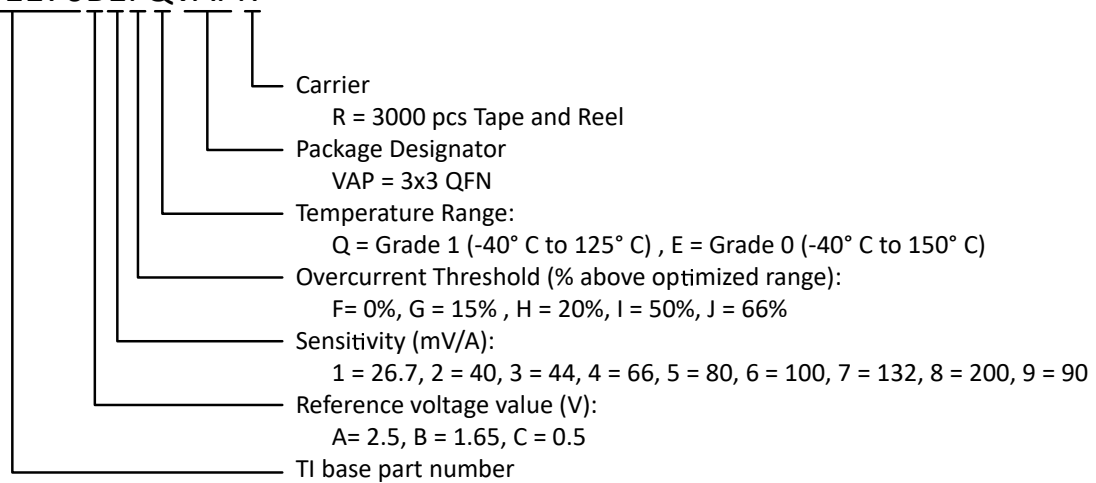 Carrier
R = 3000 pcs Tape and Reel
Package Designator
VAP = 3x3 QFN
Temperature Range:
Q = Grade 1 (-40° C to 125° C) , E = Grade 0 (-40° C to 150° C)
Overcurrent Threshold (% above optimized range):
F= 0%, G = 15% , H = 20%, I = 50%, J = 66%
Sensitivity (mV/A):
1 = 26.7, 2 = 40, 3 = 44, 4 = 66, 5 = 80, 6 = 100, 7 = 132, 8 = 200, 9 = 90
Reference voltage value (V):
A= 2.5, B = 1.65, C = 0.5
TI base part number